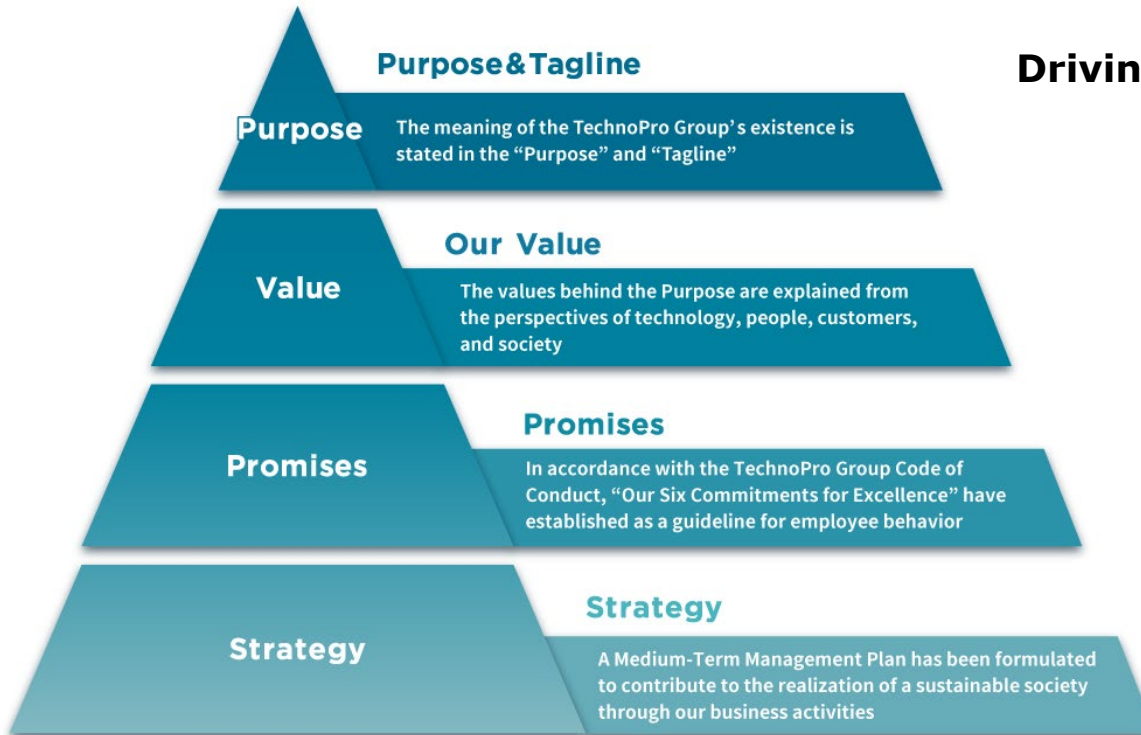 Purpose&Tagline
Purpose
The meaning of the TechnoPro Group's existence is
stated in the “Purpose” and “Tagline”
Our Value
Value
The values behind the Purpose are explained from
the perspectives of technology, people, customers,
and society
Promises
Promises
In accordance with the TechnoPro Group Code of
Conduct, “Our Six Commitments for Excellence” have
established as a guideline for employee behavior
Strategy
Strategy
A Medium-Term Management Plan has been formulated
to contribute to the realization of a sustainable society
through our business activities
Drivin